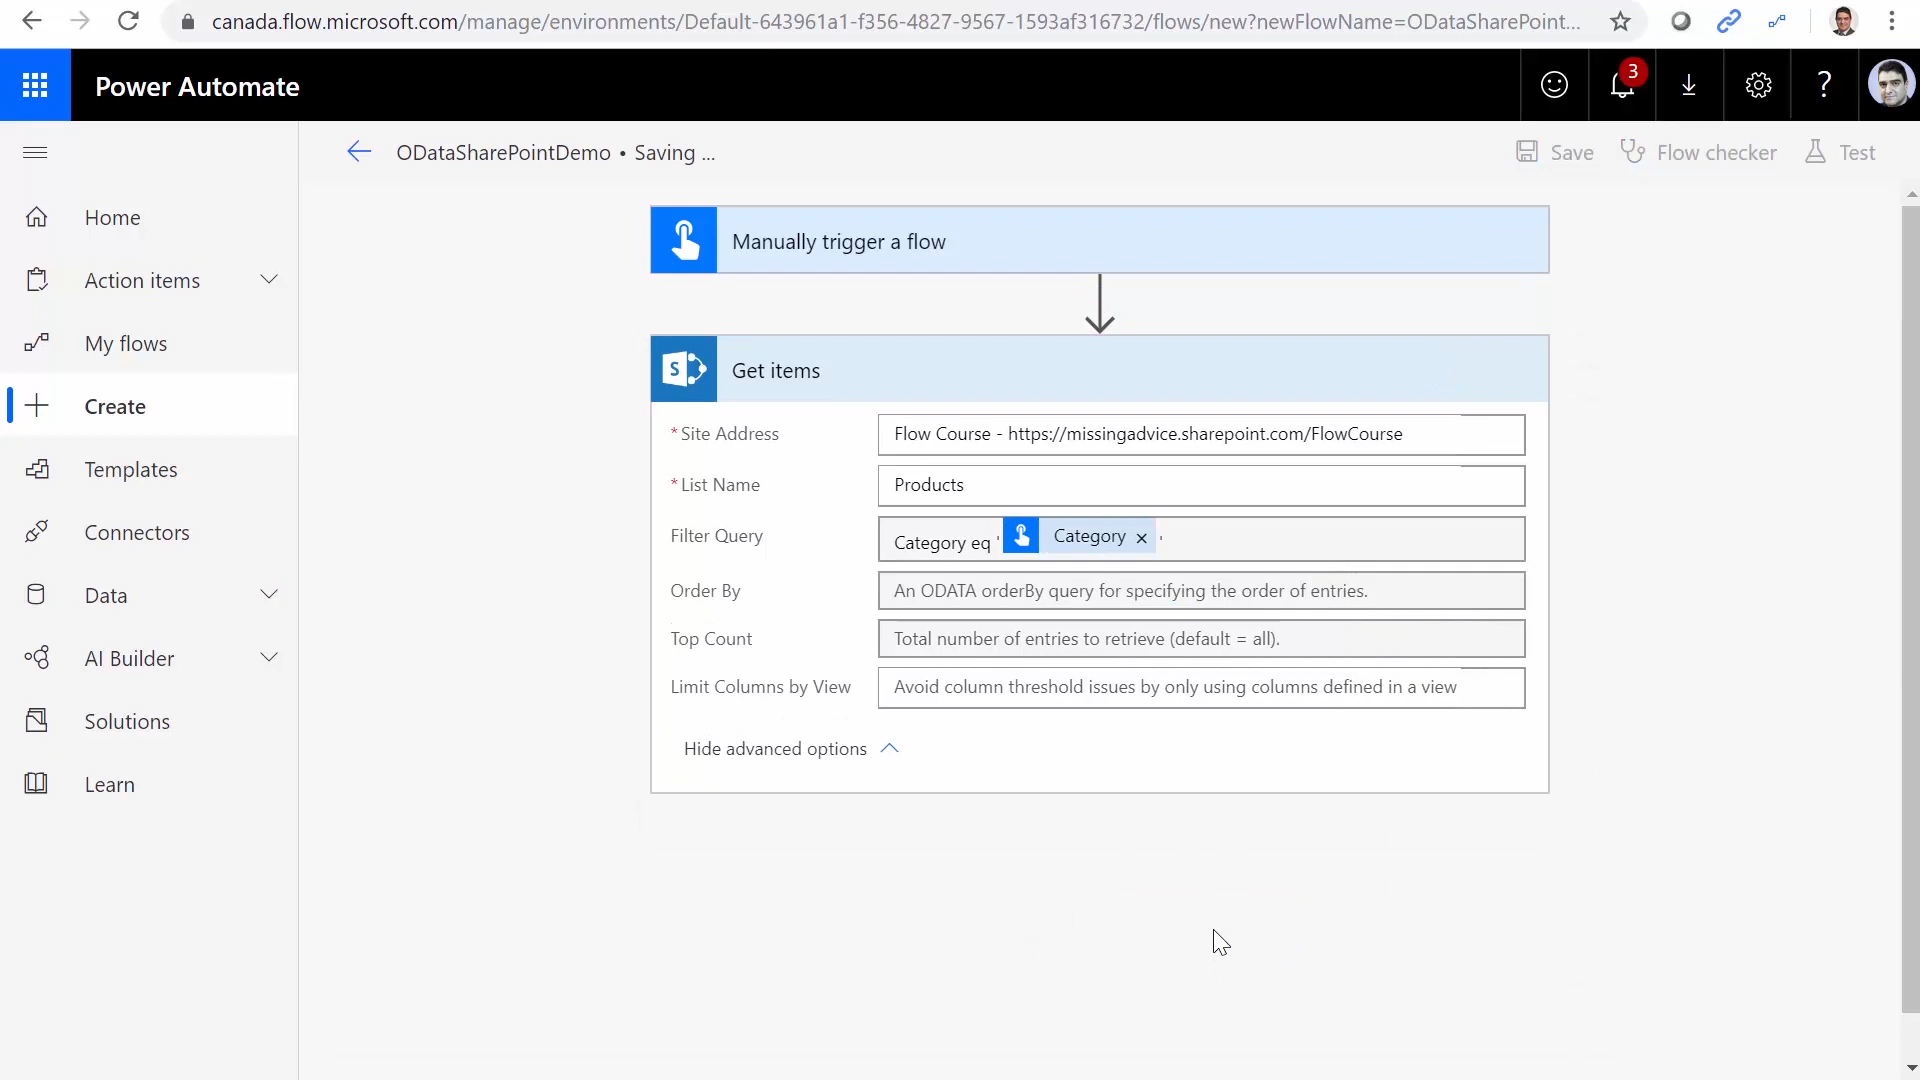 canada.flow.microsoft.com/manage/environments/Default-643961a1-f356-4827-9567-1593af316732/flows/new?newFlowName=ODataSharePoint...
Power Automate
3
?
ODataSharePointDemo • Saving ...
Save
Flow checker
Test
Home
Action items
My flows
Create
Templates
Connectors
Data
AI Builder
Solutions
Learn
Manually trigger a flow
S
Get items
* Site Address
Flow Course - https://missingadvice.sharepoint.com/FlowCourse
* List Name
Products
Filter Query
Category eq ' Category × '
Order By
An ODATA orderBy query for specifying the order of entries.
Top Count
Total number of entries to retrieve (default = all).
Limit Columns by View
Avoid column threshold issues by only using columns defined in a view
Hide advanced options